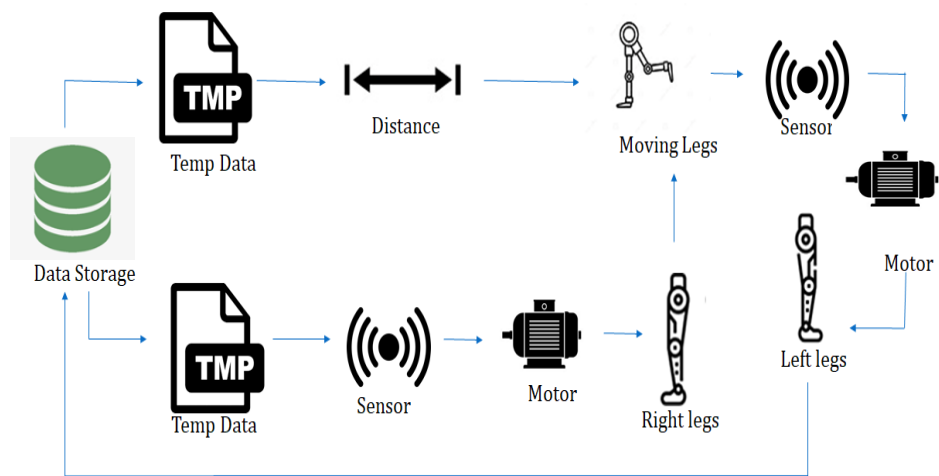 TMP
Temp Data
Distance
Moving Legs
Sensor
Motor
Data Storage
TMP
Temp Data
Sensor
Motor
Right legs
Left legs